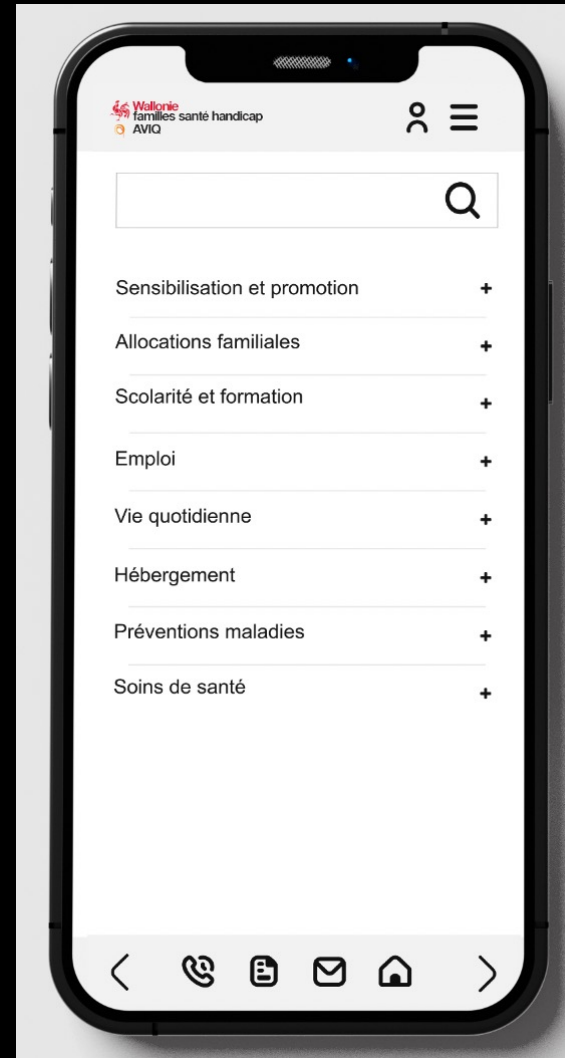 Wallonie
familles santé handicap
AVIQ
Sensibilisation et promotion
Allocations familiales
Scolarité et formation
Emploi
Vie quotidienne
Hébergement
Préventions maladies
Soins de santé